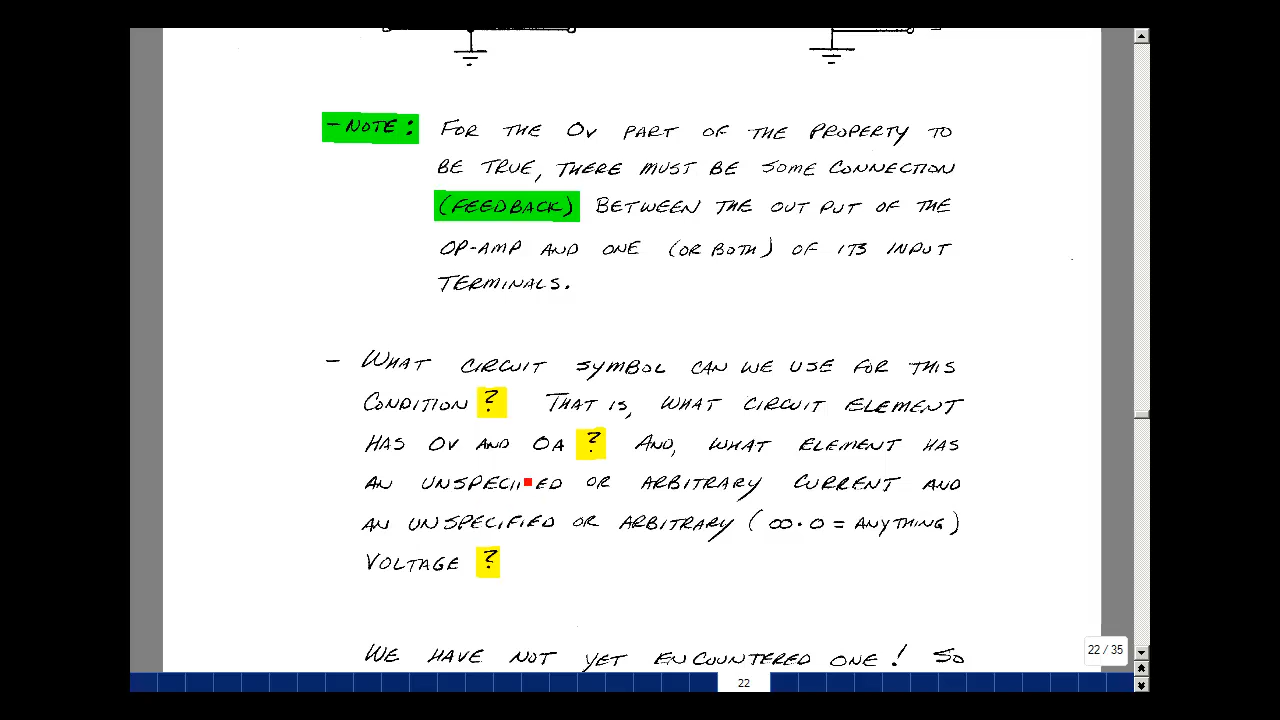 - NOTE: FOR THE 0V PART OF THE PROPERTY TO
BE TRUE, THERE MUST BE SOME CONNECTION
(FEEDBACK) BETWEEN THE OUTPUT OF THE
OP-AMP AND ONE (OR BOTH) OF ITS INPUT
TERMINALS.
- WHAT CIRCUIT SYMBOL CAN WE USE FOR THIS
CONDITION? THAT IS, WHAT CIRCUIT ELEMENT
HAS 0V AND 0A? AND, WHAT ELEMENT HAS
AN UNSPECIFIED OR ARBITRARY CURRENT AND
AN UNSPECIFIED OR ARBITRARY (∞·0 = ANYTHING)
VOLTAGE?
WE HAVE NOT YET ENCOUNTERED ONE! SO
22 / 35
22